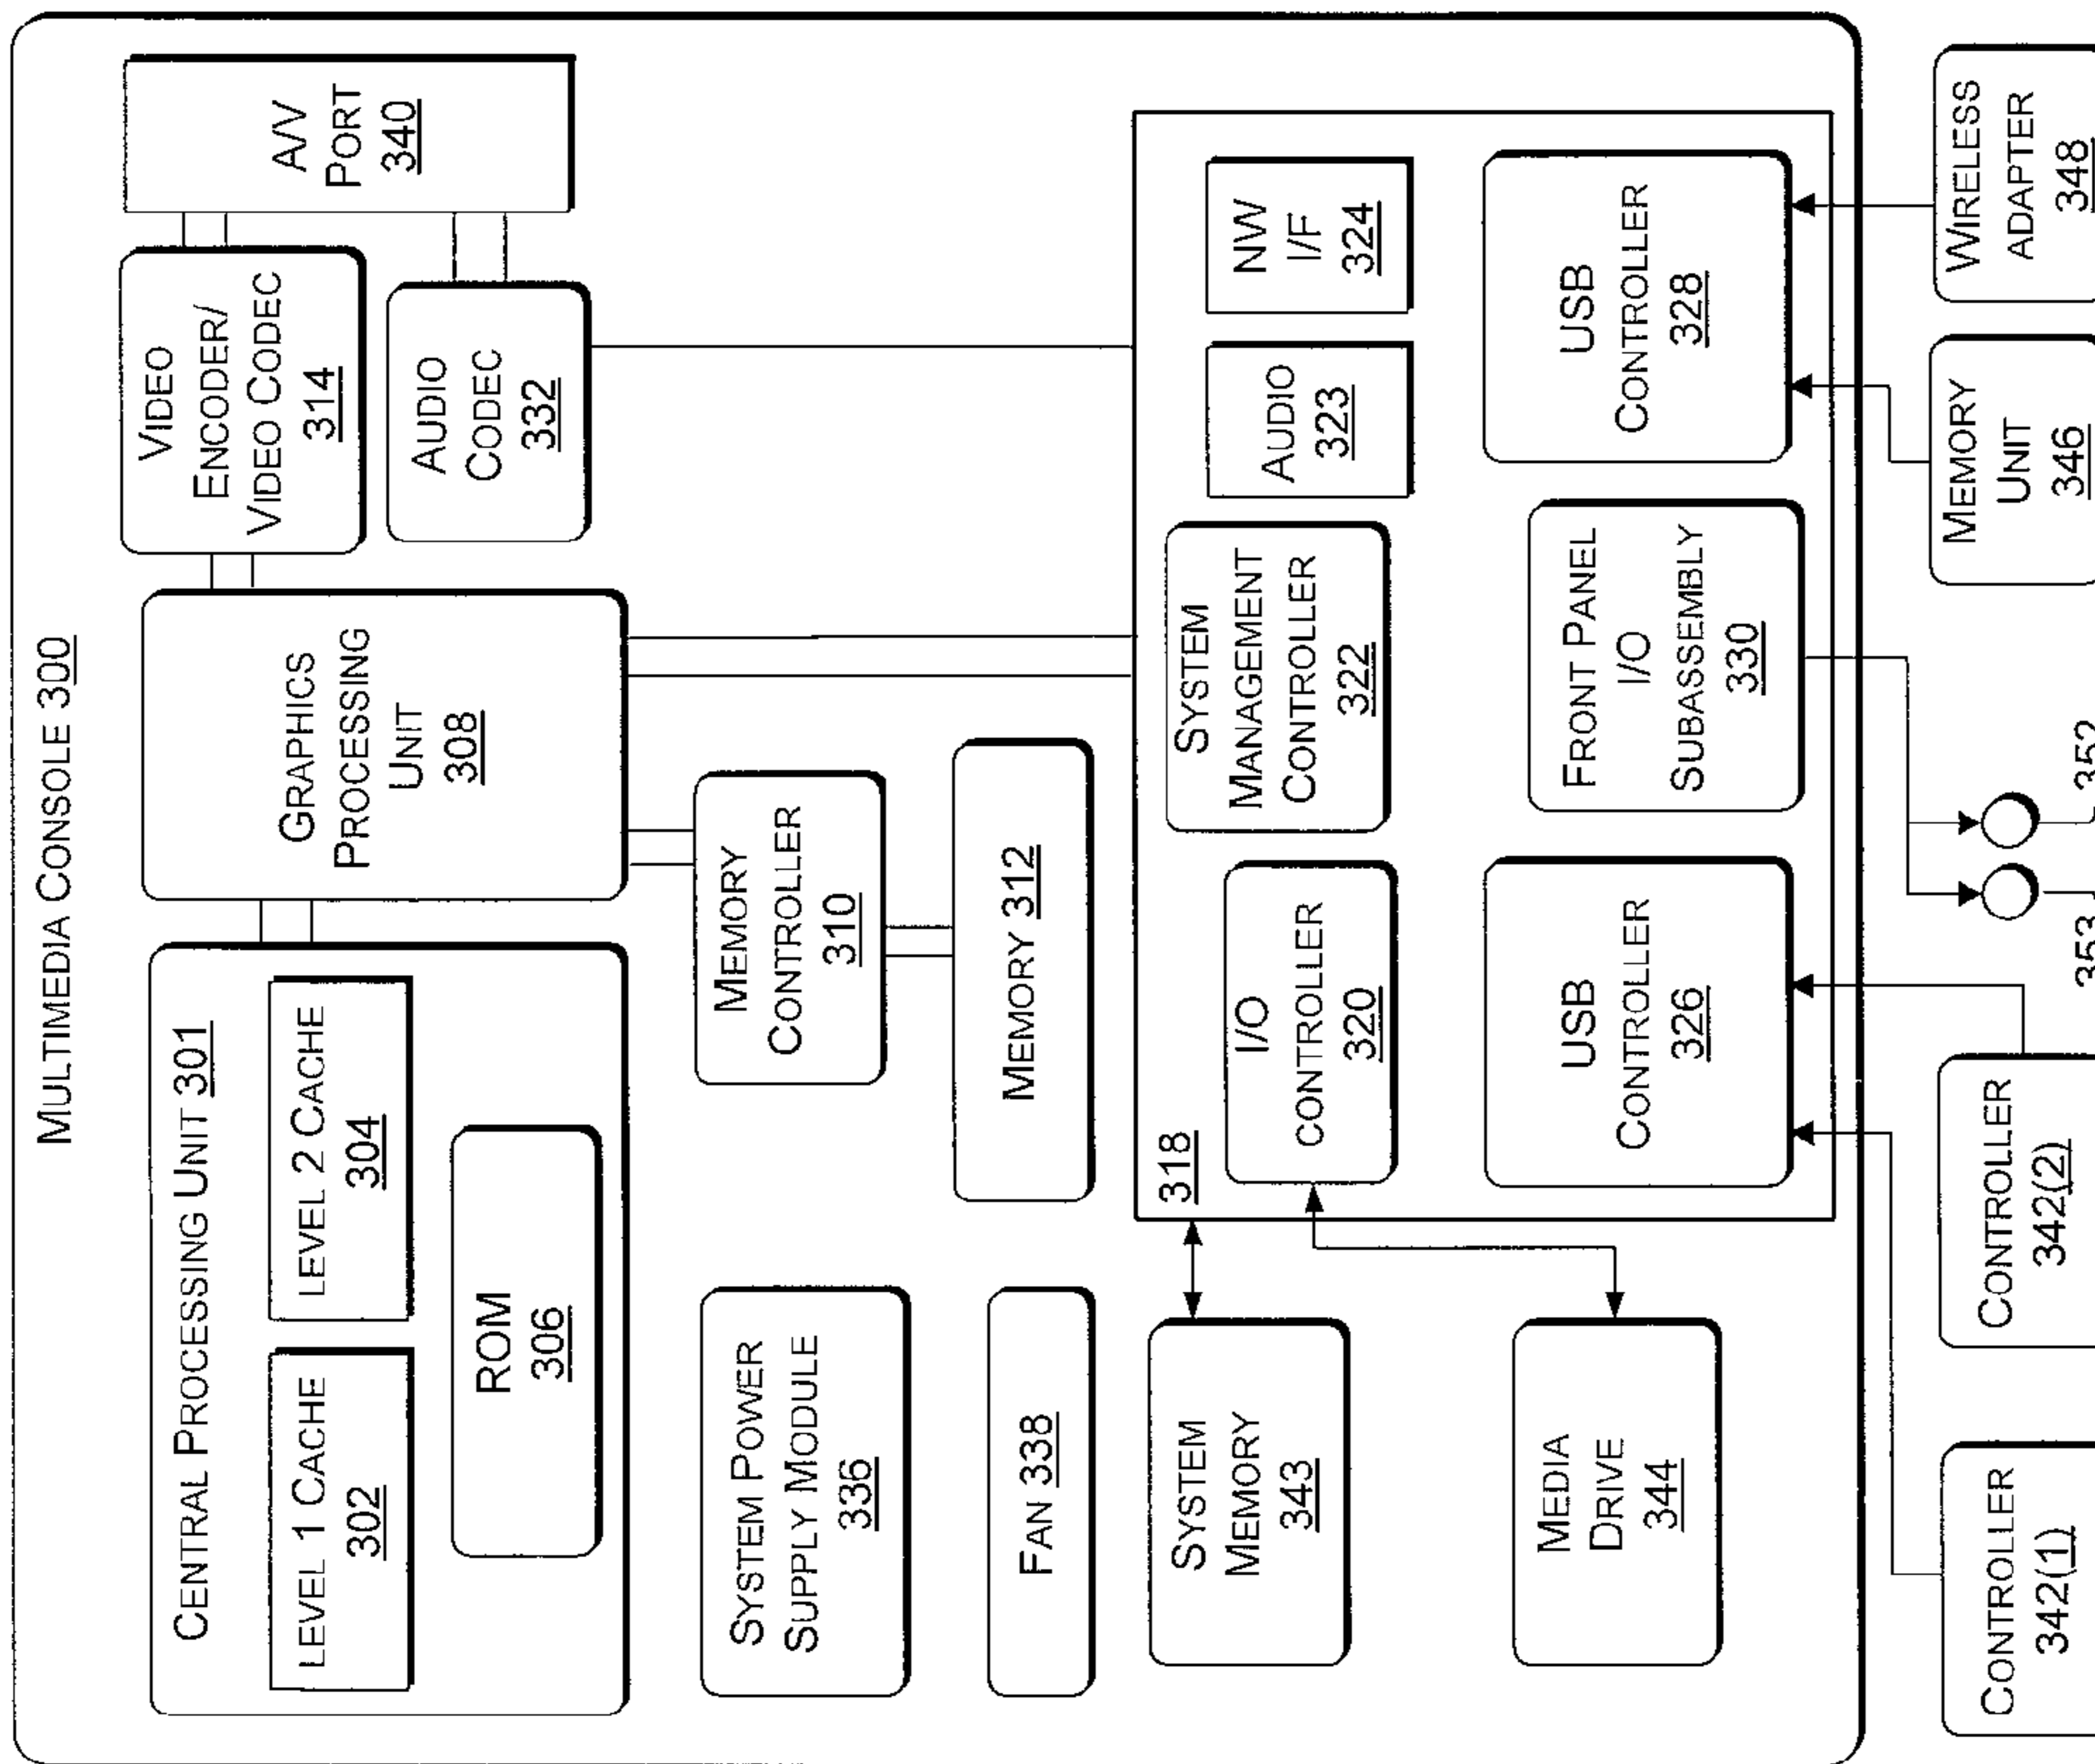 MULTIMEDIA CONSOLE 300
CENTRAL PROCESSING UNIT 301
LEVEL 1 CACHE
302
LEVEL 2 CACHE
304
ROM
306
GRAPHICS
PROCESSING
UNIT
308
VIDEO
ENCODER/
VIDEO CODEC
314
AUDIO
CODEC
332
A/V
PORT
340
MEMORY
CONTROLLER
310
MEMORY 312
SYSTEM POWER
SUPPLY MODULE
336
FAN 338
SYSTEM
MEMORY
343
MEDIA
DRIVE
344
318
I/O
CONTROLLER
320
SYSTEM
MANAGEMENT
CONTROLLER
322
AUDIO
323
NW
I/F
324
USB
CONTROLLER
326
FRONT PANEL
I/O
SUBASSEMBLY
330
USB
CONTROLLER
328
CONTROLLER
342(1)
CONTROLLER
342(2)
353
352
MEMORY
UNIT
346
WIRELESS
ADAPTER
348